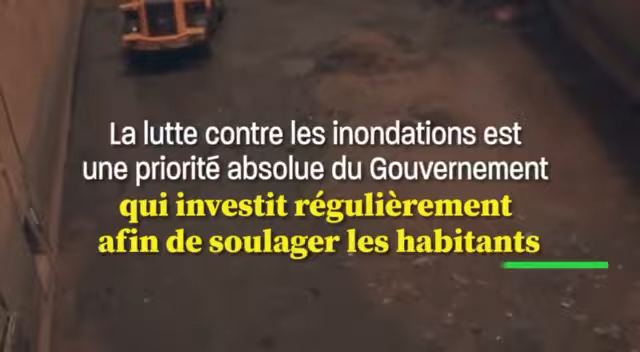 La lutte contre les inondations est
une priorité absolue du Gouvernement
qui investit régulièrement
afin de soulager les habitants